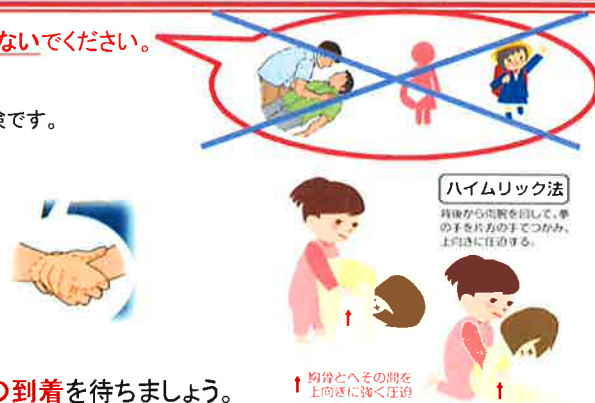 ないでください。
険です。
ハイムリック法
背後から両腕を回して、拳
の手を片方の手でつかみ、
上向きに圧迫する。
↑ 胸骨とへその間を
上向きに強く圧迫
の到着を待ちましょう。